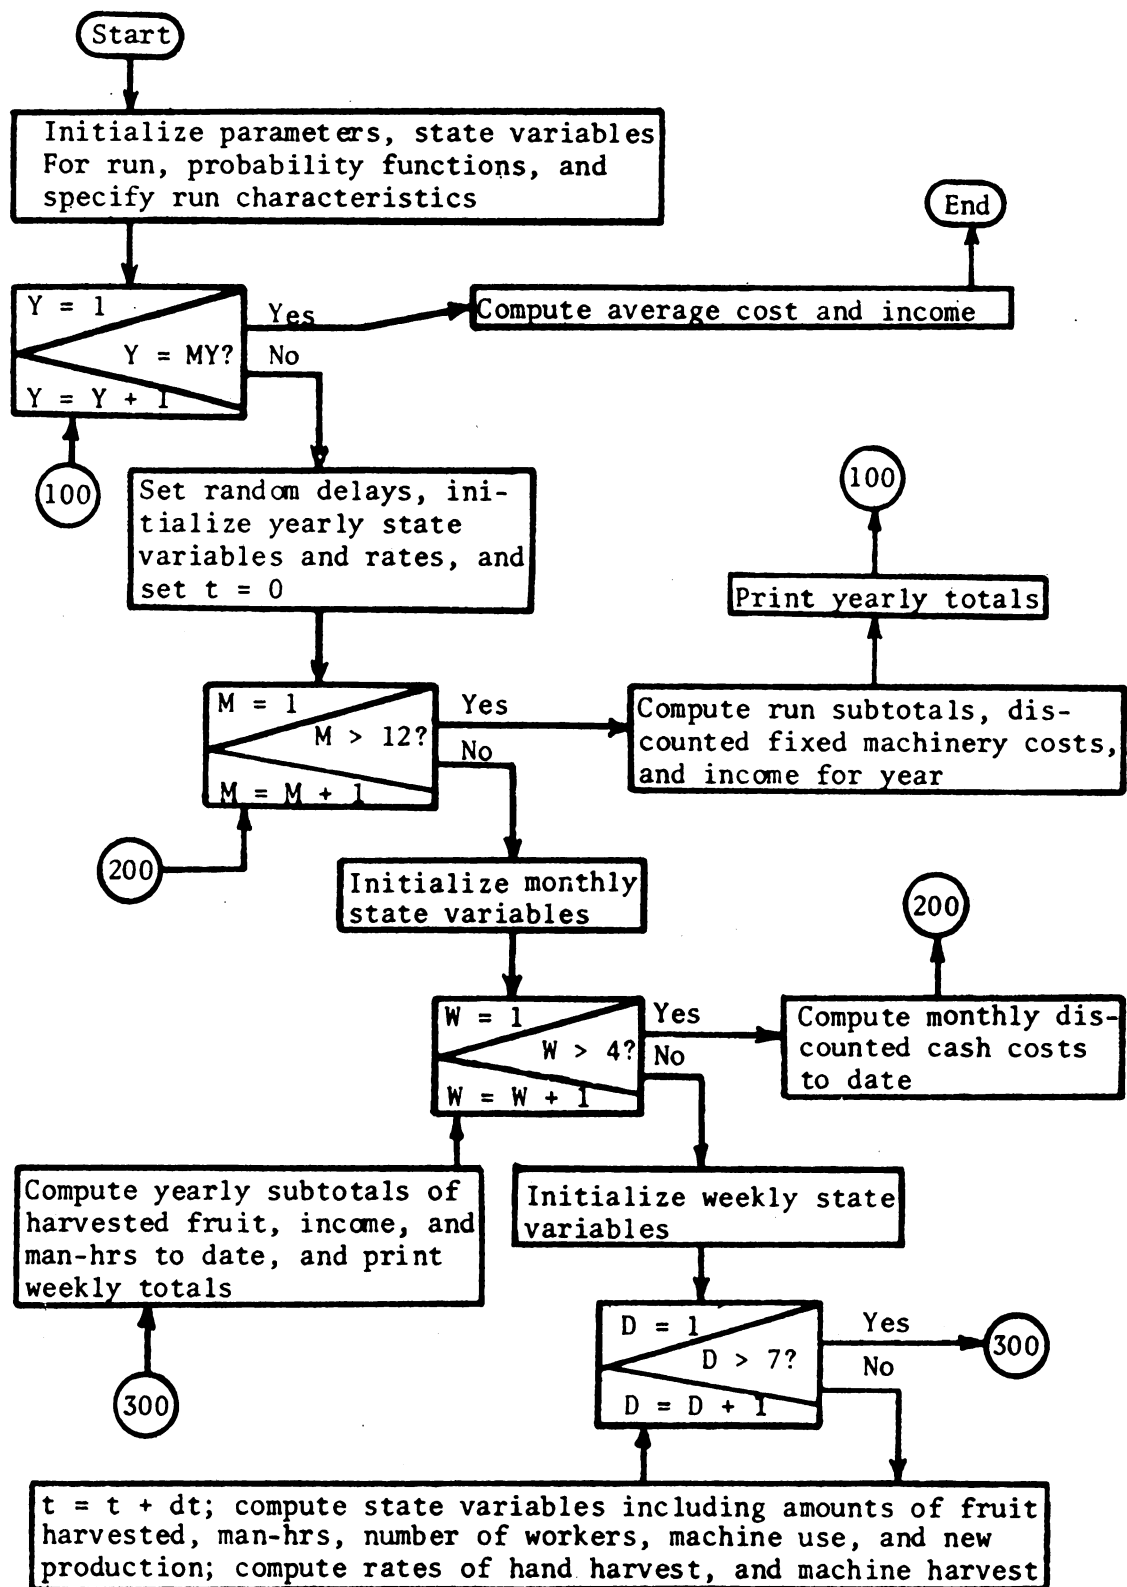 Start
Initialize parameters, state variables
For run, probability functions, and
specify run characteristics
End
Y = 1
Y = MY?
Y = Y + 1
Yes
No
Compute average cost and income
100
Set random delays, ini-
tialize yearly state
variables and rates, and
set t = 0
100
Print yearly totals
M = 1
M > 12?
M = M + 1
Yes
No
Compute run subtotals, dis-
counted fixed machinery costs,
and income for year
200
Initialize monthly
state variables
200
W = 1
W > 4?
W = W + 1
Yes
No
Compute monthly dis-
counted cash costs
to date
Compute yearly subtotals of
harvested fruit, income, and
man-hrs to date, and print
weekly totals
Initialize weekly state
variables
300
D = 1
D > 7?
D = D + 1
Yes
No
300
t = t + dt; compute state variables including amounts of fruit
harvested, man-hrs, number of workers, machine use, and new
production; compute rates of hand harvest, and machine harvest